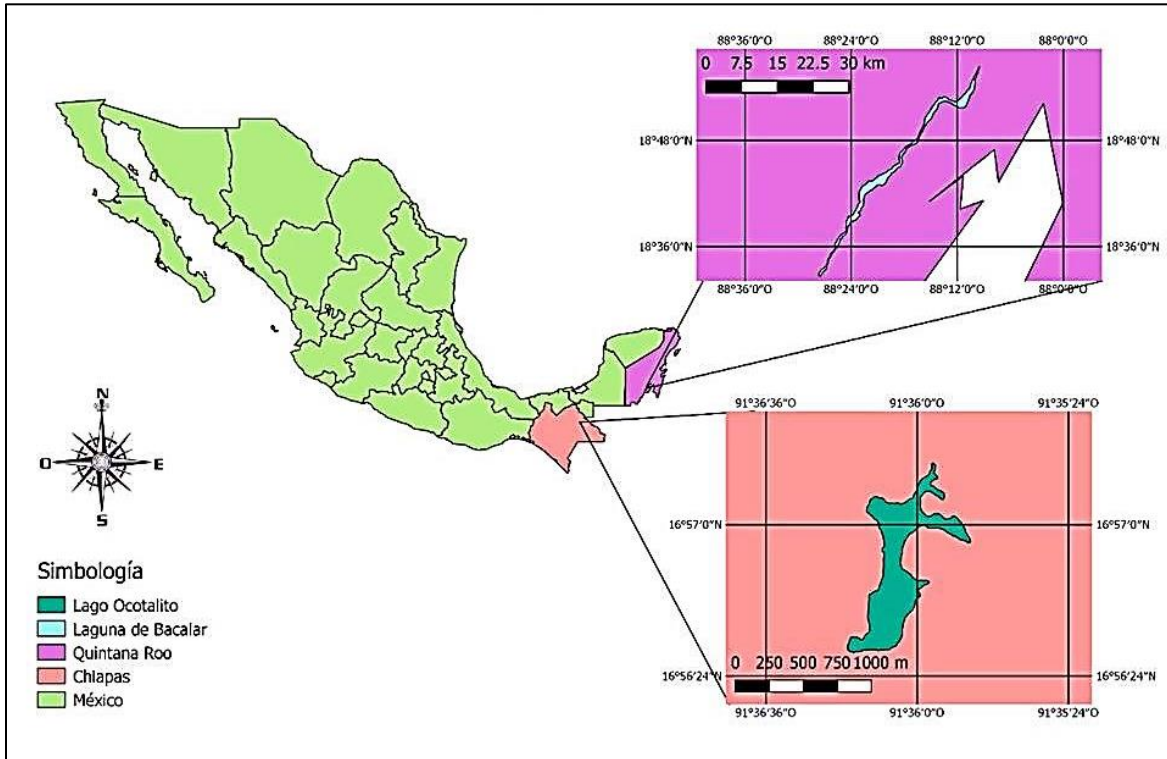 88°36'0"O 88°24'0"O 88°12'0"O 88°0'0"O
0 7.5 15 22.5 30 km
18°48'0"N 18°48'0"N
18°36'0"N 18°36'0"N
88°36'0"O 88°24'0"O 88°12'0"O 88°0'0"O
N
O E
S
91°36'36"O 91°36'0"O 91°35'24"O
16°57'0"N 16°57'0"N
0 250 500 750 1000 m
16°56'24"N 16°56'24"N
91°36'36"O 91°36'0"O 91°35'24"O
Simbología
Lago Ocotalito
Laguna de Bacalar
Quintana Roo
Chiapas
México